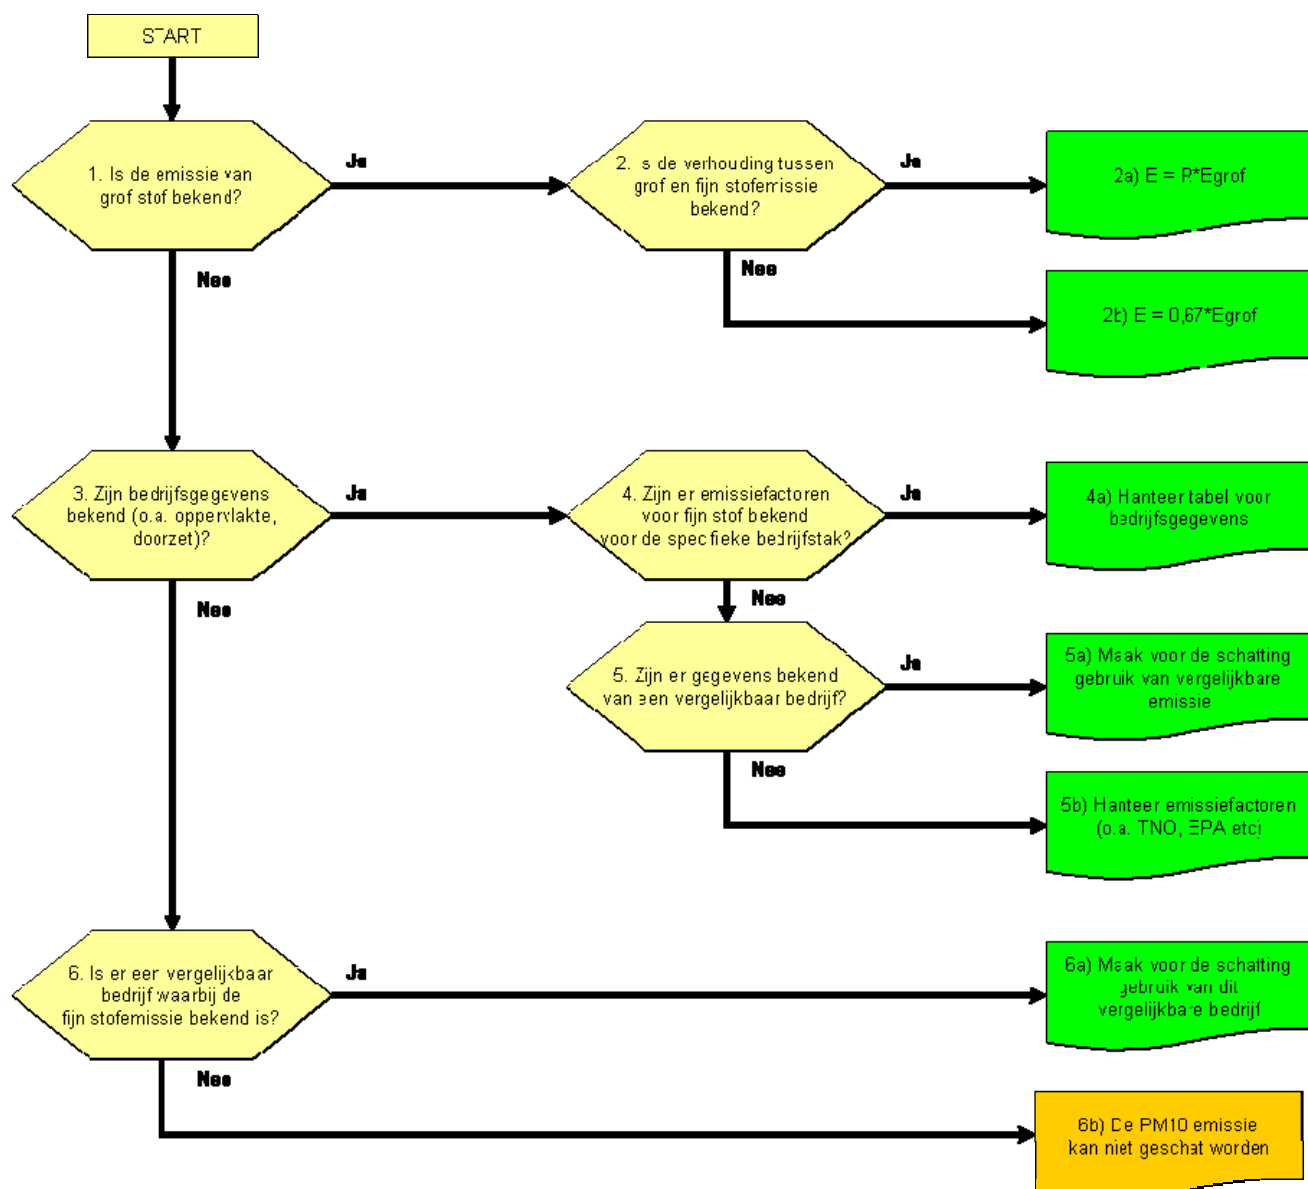 START
1. Is de emissie van
grof stof bekend?
Ja
2. Is de verhouding tussen
grof en fijn stofemissie
bekend?
Ja
2a) E = R*Egrof
Nee
Nee
2b) E = 0,67*Egrof
3. Zijn bedrijfsgegevens
bekend (o.a. oppervlakte,
doorzet)?
Ja
4. Zijn er emissiefactoren
voor fijn stof bekend
voor de specifieke bedrijfstak?
Ja
4a) Hanteer tabel voor
bedrijfsgegevens
Nee
Nee
5. Zijn er gegevens bekend
van een vergelijkbaar bedrijf?
Ja
5a) Maak voor de schatting
gebruik van vergelijkbare
emissie
Nee
5b) Hanteer emissiefactoren
(o.a. TNO, EPA etc)
6. Is er een vergelijkbaar
bedrijf waarbij de
fijn stofemissie bekend is?
Ja
6a) Maak voor de schatting
gebruik van dit
vergelijkbare bedrijf
Nee
6b) De PM10 emissie
kan niet geschat worden